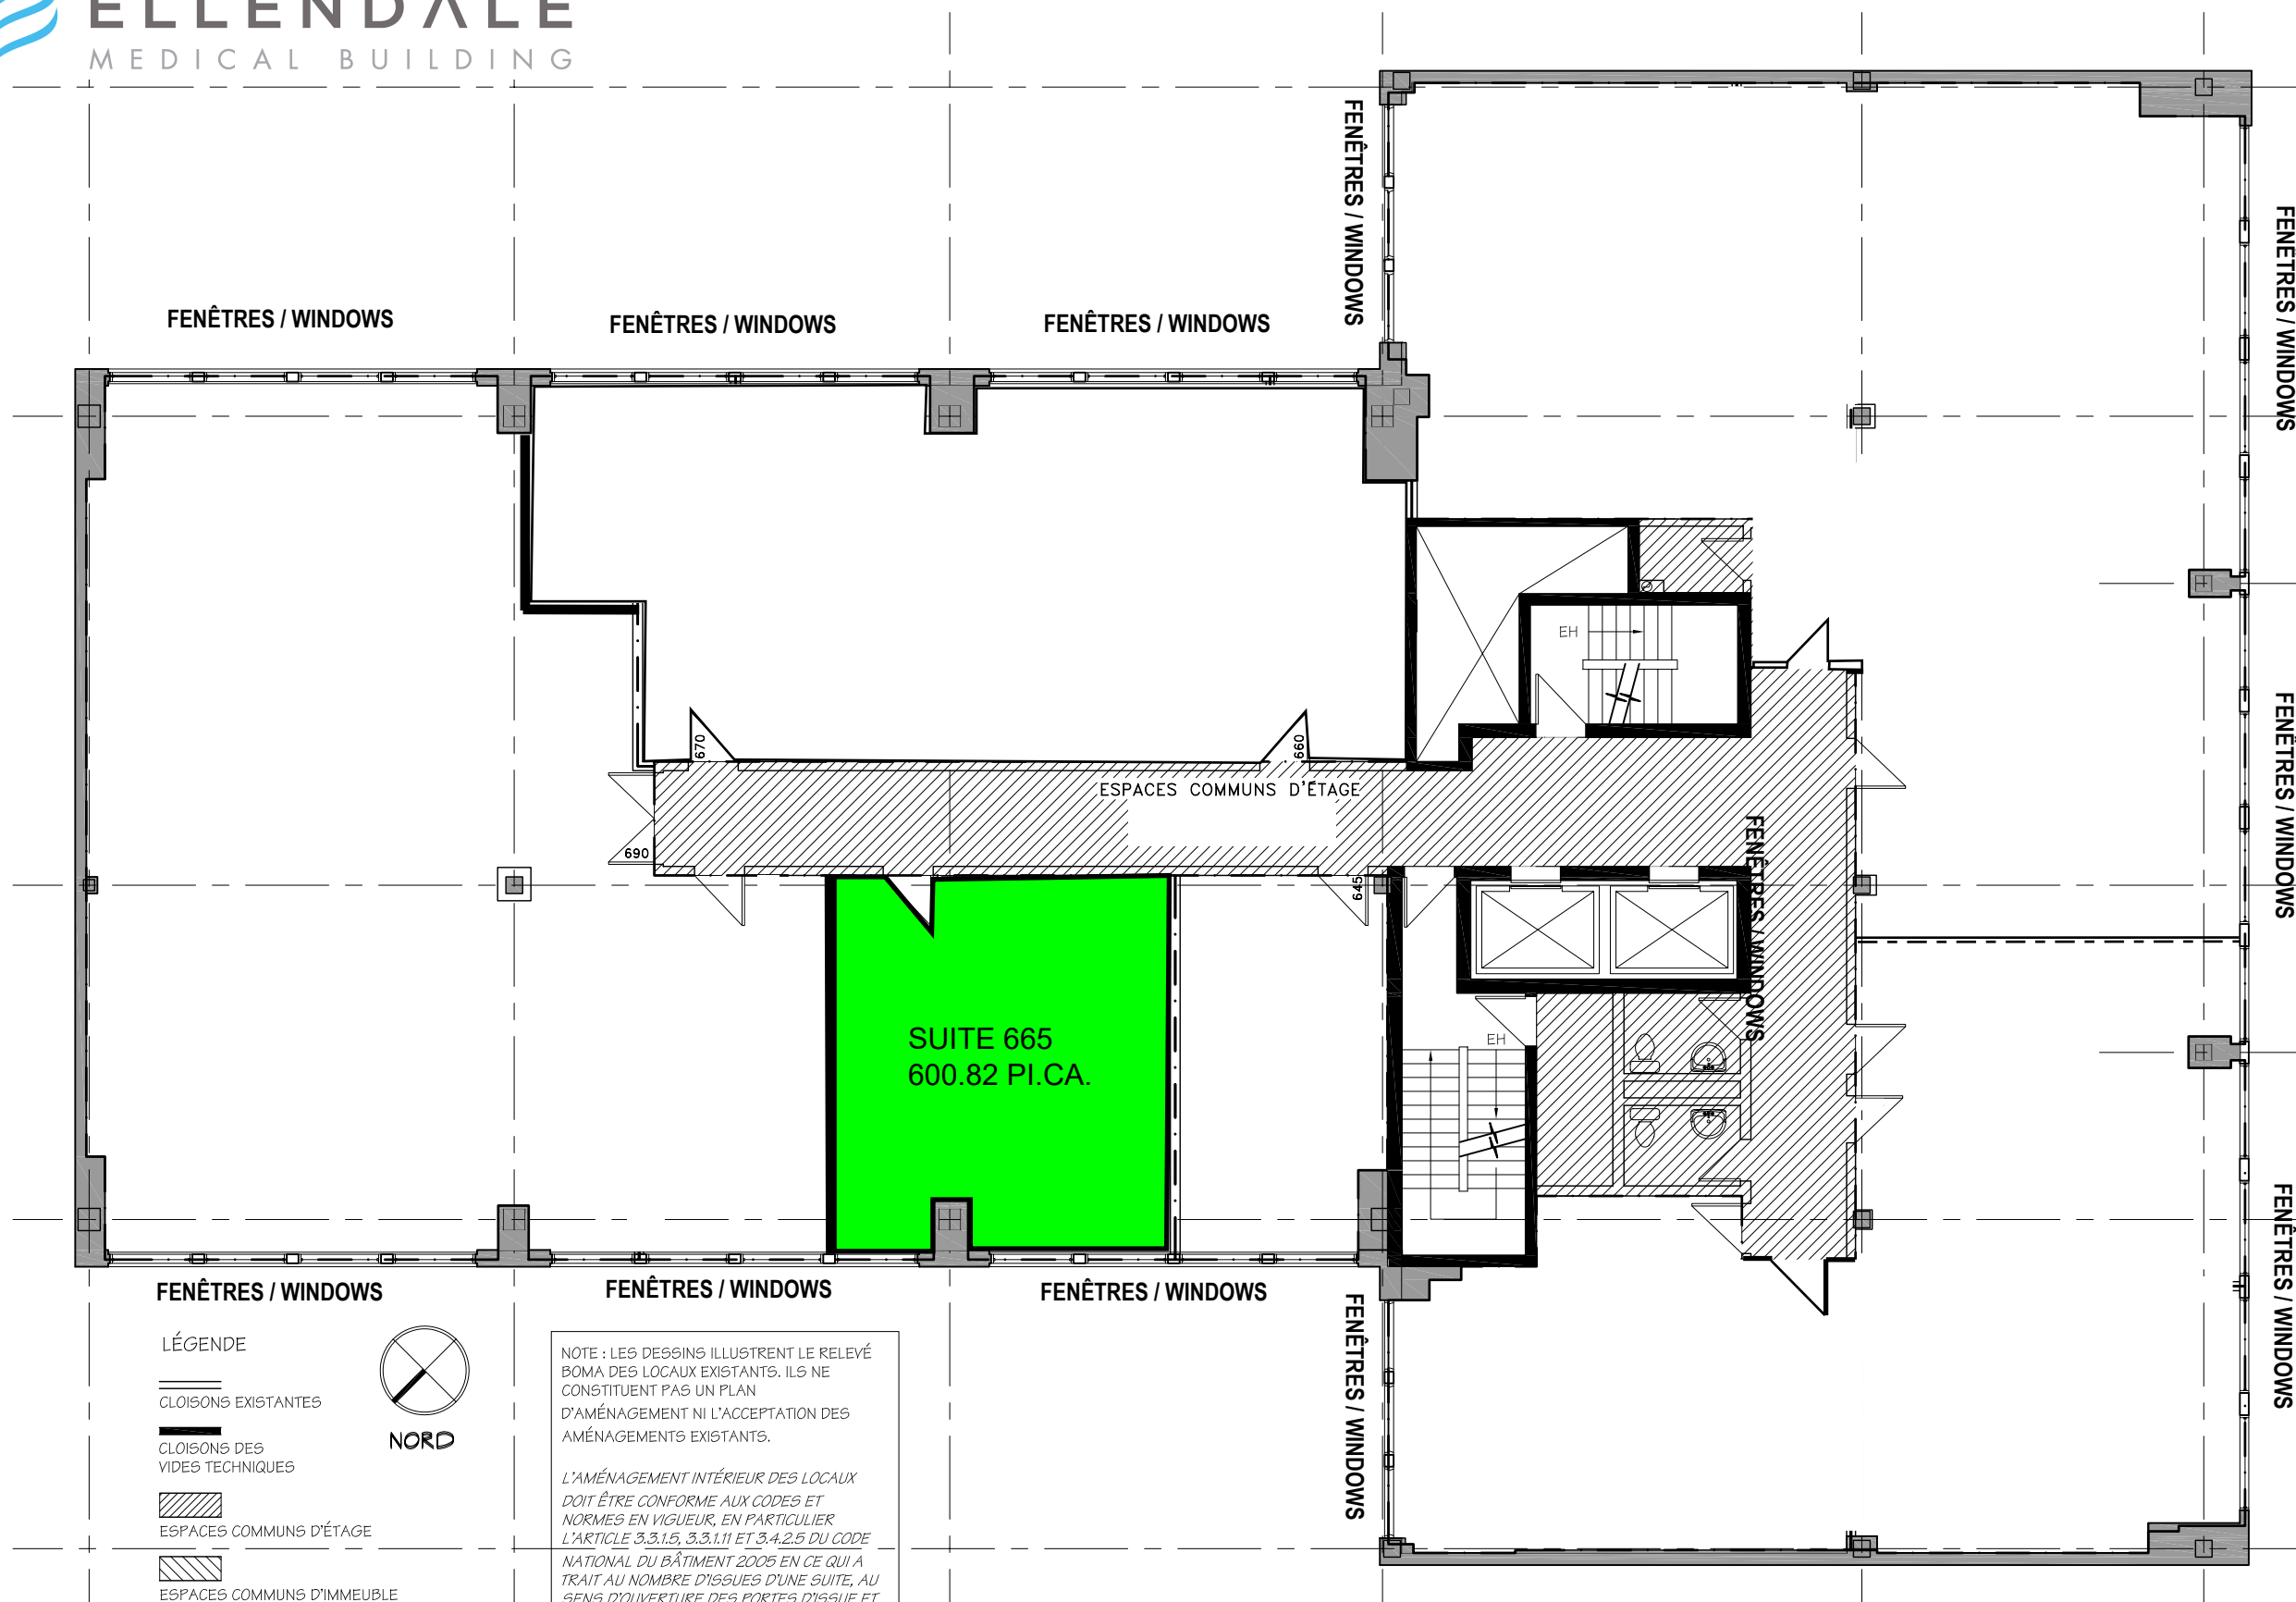 ELLENDALE
MEDICAL BUILDING
FENÊTRES / WINDOWS
FENÊTRES / WINDOWS
FENÊTRES / WINDOWS
FENÊTRES / WINDOWS
FENÊTRES / WINDOWS
EH
670
660
ESPACES COMMUNS D'ÉTAGE
690
645
FENÊTRES / WINDOWS
FENÊTRES / WINDOWS
SUITE 665
600.82 PI.CA.
EH
FENÊTRES / WINDOWS
FENÊTRES / WINDOWS
FENÊTRES / WINDOWS
FENÊTRES / WINDOWS
FENÊTRES / WINDOWS
LÉGENDE
CLOISONS EXISTANTES
CLOISONS DES
VIDES TECHNIQUES
ESPACES COMMUNS D'ÉTAGE
ESPACES COMMUNS D'IMMEUBLE
NORD
NOTE : LES DESSINS ILLUSTRENT LE RELEVÉ
BOMA DES LOCAUX EXISTANTS. ILS NE
CONSTITUENT PAS UN PLAN
D'AMÉNAGEMENT NI L'ACCEPTATION DES
AMÉNAGEMENTS EXISTANTS.
L'AMÉNAGEMENT INTÉRIEUR DES LOCAUX
DOIT ÊTRE CONFORME AUX CODES ET
NORMES EN VIGUEUR, EN PARTICULIER
L'ARTICLE 3.3.1.5, 3.3.1.11 ET 3.4.2.5 DU CODE
NATIONAL DU BÂTIMENT 2005 EN CE QUI A
TRAIT AU NOMBRE D'ISSUES D'UNE SUITE, AU
SENS D'OUVERTURE DES PORTES D'ISSUE ET